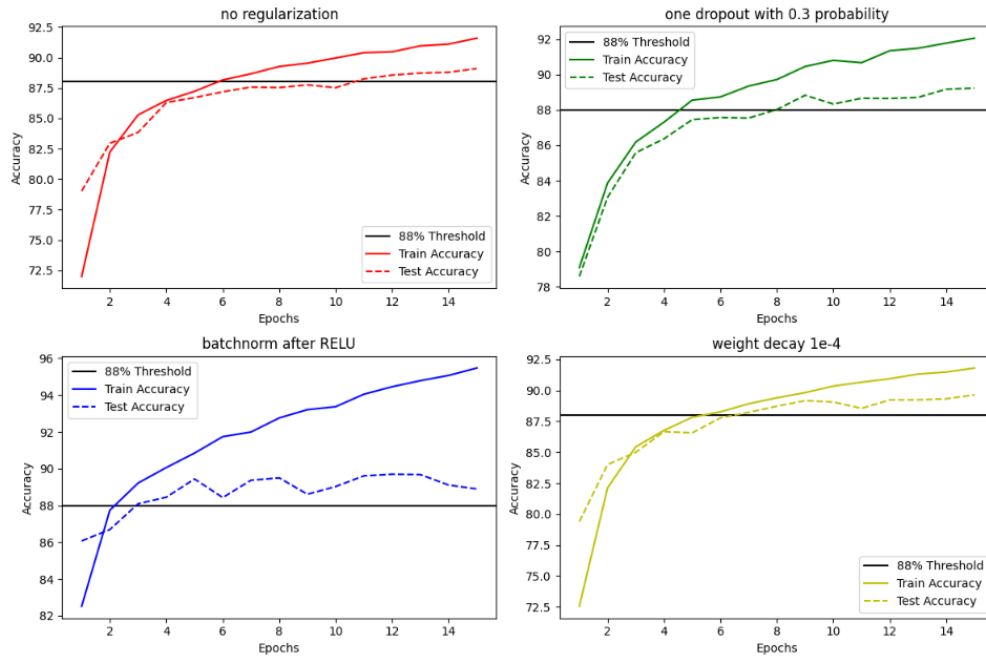 no regularization
92.5
90.0
87.5
85.0
82.5
80.0
77.5
75.0
72.5
Accuracy
88% Threshold
Train Accuracy
Test Accuracy
2 4 6 8 10 12 14
Epochs
one dropout with 0.3 probability
92
90
88
86
84
82
80
78
Accuracy
88% Threshold
Train Accuracy
Test Accuracy
2 4 6 8 10 12 14
Epochs
batchnorm after RELU
96
94
92
90
88
86
84
82
Accuracy
88% Threshold
Train Accuracy
Test Accuracy
2 4 6 8 10 12 14
Epochs
weight decay 1e-4
92.5
90.0
87.5
85.0
82.5
80.0
77.5
75.0
72.5
Accuracy
88% Threshold
Train Accuracy
Test Accuracy
2 4 6 8 10 12 14
Epochs